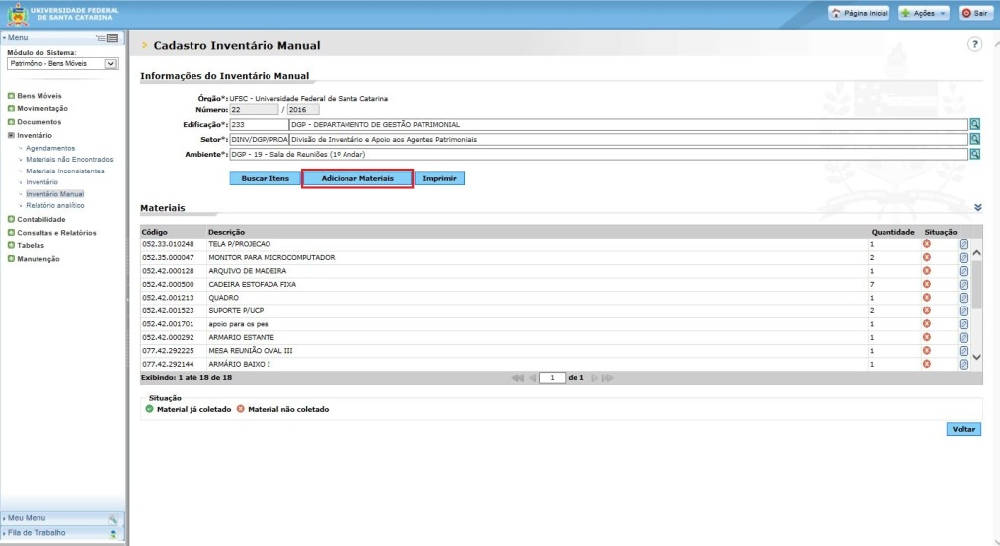 UNIVERSIDADE FEDERAL
DE SANTA CATARINA
Página Inicial
Ações
Sair
Menu
Módulo do Sistema:
Patrimônio - Bens Móveis
Bens Móveis
Movimentação
Documentos
Inventário
Agendamentos
Materiais não Encontrados
Materiais Inconsistentes
Inventário
Inventário Manual
Relatório analítico
Contabilidade
Consultas e Relatórios
Tabelas
Manutenção
Meu Menu
Fila de Trabalho
Cadastro Inventário Manual
?
Informações do Inventário Manual
Órgão*: UFSC - Universidade Federal de Santa Catarina
Número: 22 / 2016
Edificação*: 233 DGP - DEPARTAMENTO DE GESTÃO PATRIMONIAL
Setor*: DINV/DGP/PROA Divisão de Inventário e Apoio aos Agentes Patrimoniais
Ambiente*: DGP - 19 - Sala de Reuniões (1º Andar)
Buscar Itens Adicionar Materiais Imprimir
Materiais
Código Descrição Quantidade Situação
052.33.010248 TELA P/PROJECAO 1
052.35.000047 MONITOR PARA MICROCOMPUTADOR 2
052.42.000128 ARQUIVO DE MADEIRA 1
052.42.000500 CADEIRA ESTOFADA FIXA 7
052.42.001213 QUADRO 1
052.42.001523 SUPORTE P/UCP 2
052.42.001701 apoio para os pes 1
052.42.000292 ARMARIO ESTANTE 1
077.42.292225 MESA REUNIÃO OVAL III 1
077.42.292144 ARMÁRIO BAIXO I 1
Exibindo: 1 até 18 de 18 1 de 1
Situação
Material já coletado Material não coletado
Voltar